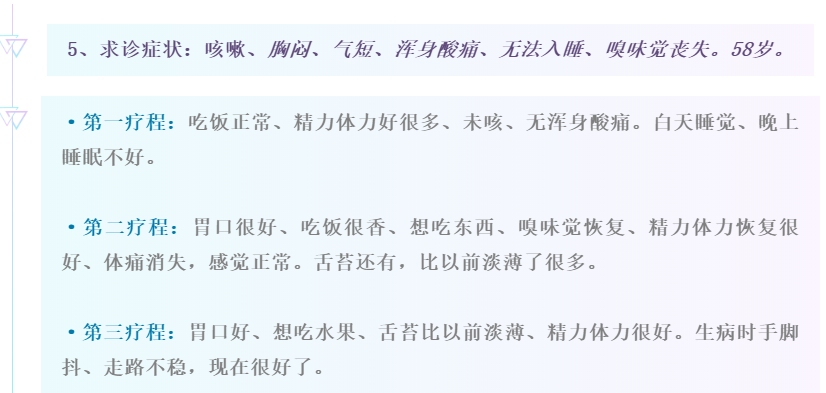 5、求诊症状：咳嗽、胸闷、气短、浑身酸痛、无法入睡、嗅味觉丧失。58岁。
·第一疗程：吃饭正常、精力体力好很多、未咳、无浑身酸痛。白天睡觉、晚上
睡眠不好。
·第二疗程：胃口很好、吃饭很香、想吃东西、嗅味觉恢复、精力体力恢复很
好、体痛消失，感觉正常。舌苔还有，比以前淡薄了很多。
·第三疗程：胃口好、想吃水果、舌苔比以前淡薄、精力体力很好。生病时手脚
抖、走路不稳，现在很好了。